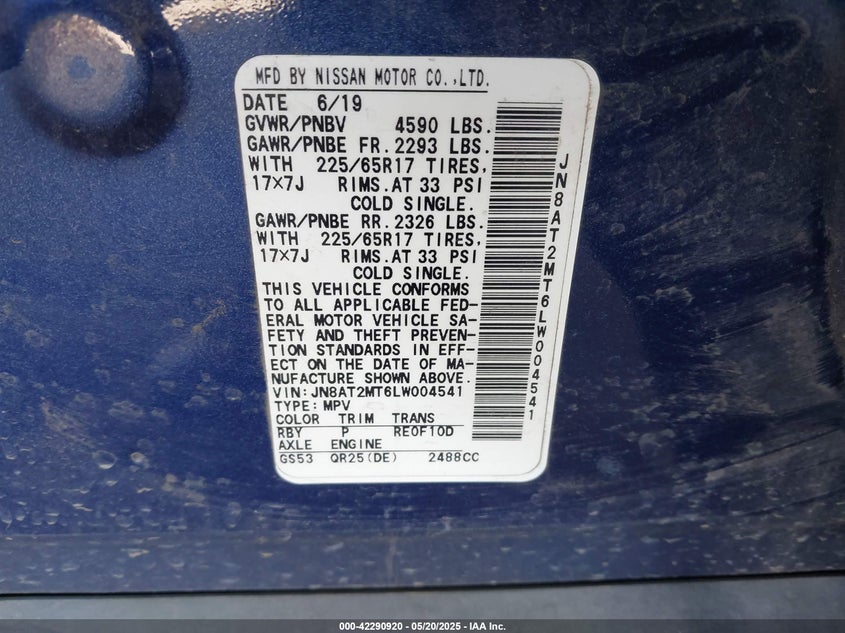 MFD BY NISSAN MOTOR CO.,LTD.
DATE 6/19
GVWR/PNBV 4590 LBS.
GAWR/PNBE FR. 2293 LBS.
WITH 225/65R17 TIRES,
17×7J RIMS.AT 33 PSI
COLD SINGLE.
GAWR/PNBE RR. 2326 LBS.
WITH 225/65R17 TIRES,
17×7J RIMS.AT 33 PSI
COLD SINGLE.
THIS VEHICLE CONFORMS
TO ALL APPLICABLE FED-
ERAL MOTOR VEHICLE SA-
FETY AND THEFT PREVEN-
TION STANDARDS IN EFF-
ECT ON THE DATE OF MA-
NUFACTURE SHOWN ABOVE.
VIN:JN8AT2MT6LW004541
TYPE:MPV
COLOR TRIM TRANS
RBY P RE0F10D
AXLE ENGINE
GS53 QR25(DE) 2488CC
JN8AT2MT6LW004541
000-42290920 — 05/20/2025 — IAA Inc.